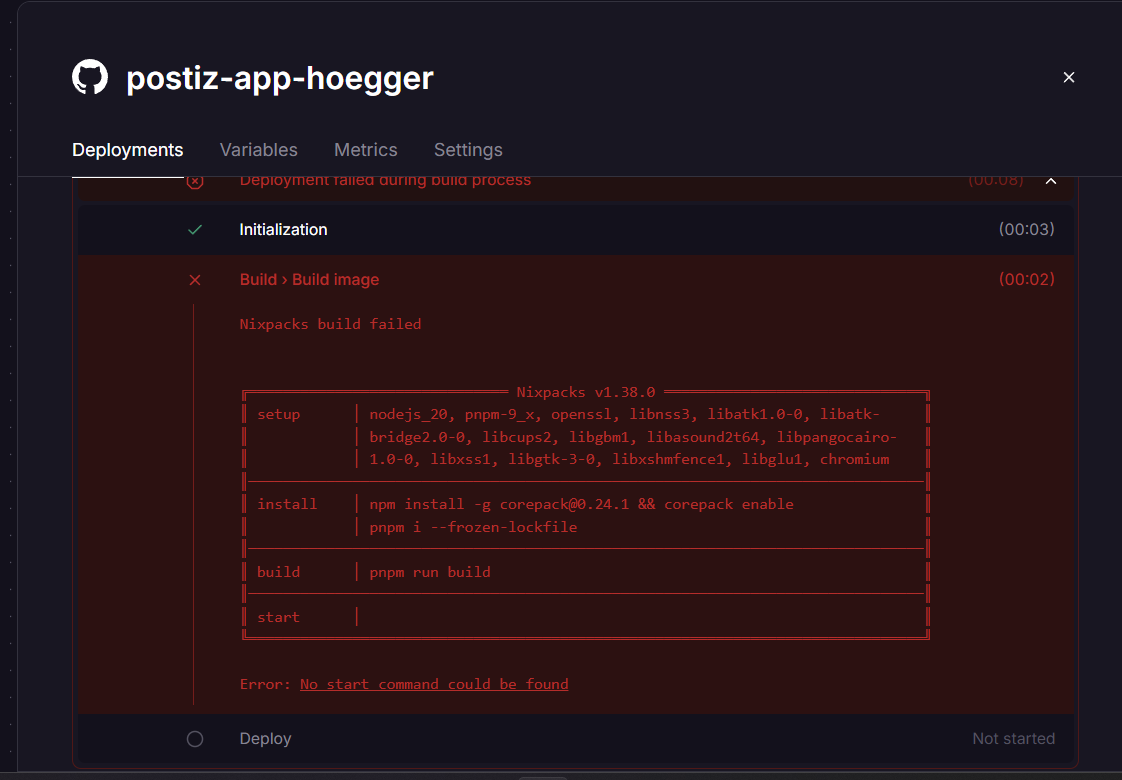 postiz-app-hoegger
Deployments Variables Metrics Settings
Deployment failed during build process (00:08)
Initialization (00:03)
Build › Build image (00:02)
Nixpacks build failed
Nixpacks v1.38.0
setup nodejs_20, pnpm-9_x, openssl, libnss3, libatk1.0-0, libatk-
bridge2.0-0, libcups2, libgbm1, libasound2t64, libpangocairo-
1.0-0, libxss1, libgtk-3-0, libxshmfence1, libglu1, chromium
install npm install -g corepack@0.24.1 && corepack enable
pnpm i --frozen-lockfile
build pnpm run build
start
Error: No start command could be found
Deploy Not started